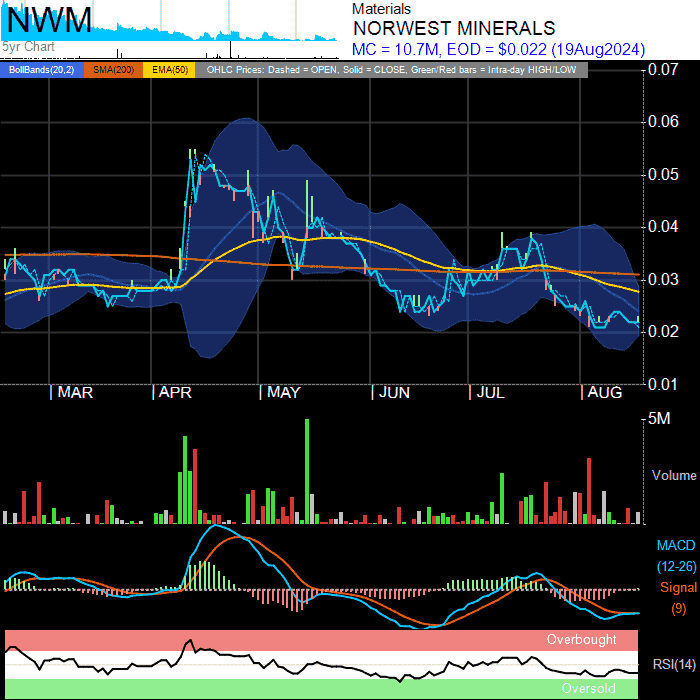 NWM
5yr Chart
Materials
NORWEST MINERALS
MC = 10.7M, EOD = $0.022 (19Aug2024)
BollBands(20,2) SMA(200) EMA(50) OHLC Prices: Dashed = OPEN, Solid = CLOSE, Green/Red bars = Intra-day HIGH/LOW
0.07
0.06
0.05
0.04
0.03
0.02
0.01
MAR APR MAY JUN JUL AUG
5M
Volume
MACD
(12-26)
Signal
(9)
Overbought
RSI(14)
Oversold